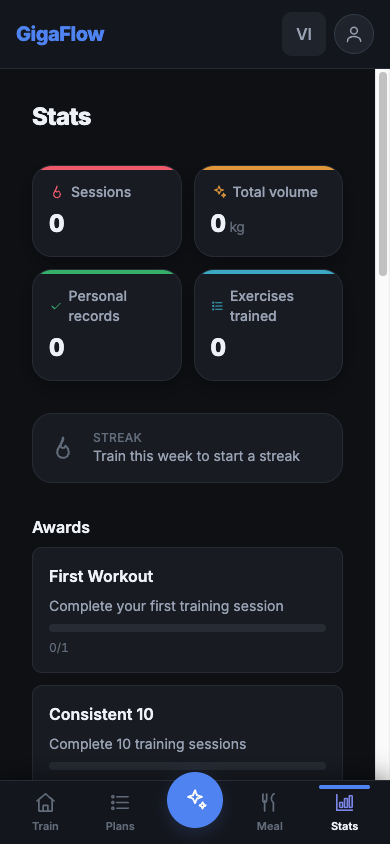 GigaFlow
VI
Stats
Sessions
0
Total volume
0 kg
Personal
records
0
Exercises
trained
0
STREAK
Train this week to start a streak
Awards
First Workout
Complete your first training session
0/1
Consistent 10
Complete 10 training sessions
Train
Plans
Meal
Stats